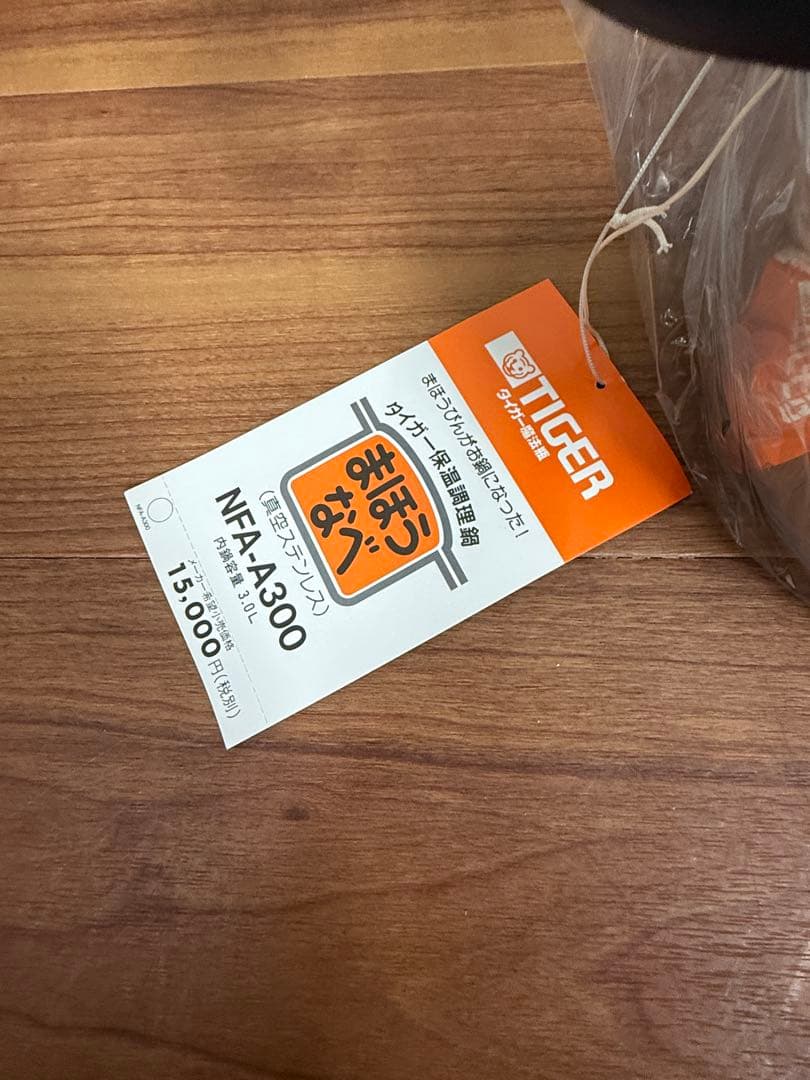 TIGER
タイガー魔法瓶
まほうびんがお鍋になった!
タイガー保温調理鍋
まほう
なべ
(真空ステンレス)
NFA-A300
内鍋容量 3.0L
メーカー希望小売価格
15,000円(税別)
NFA-A300